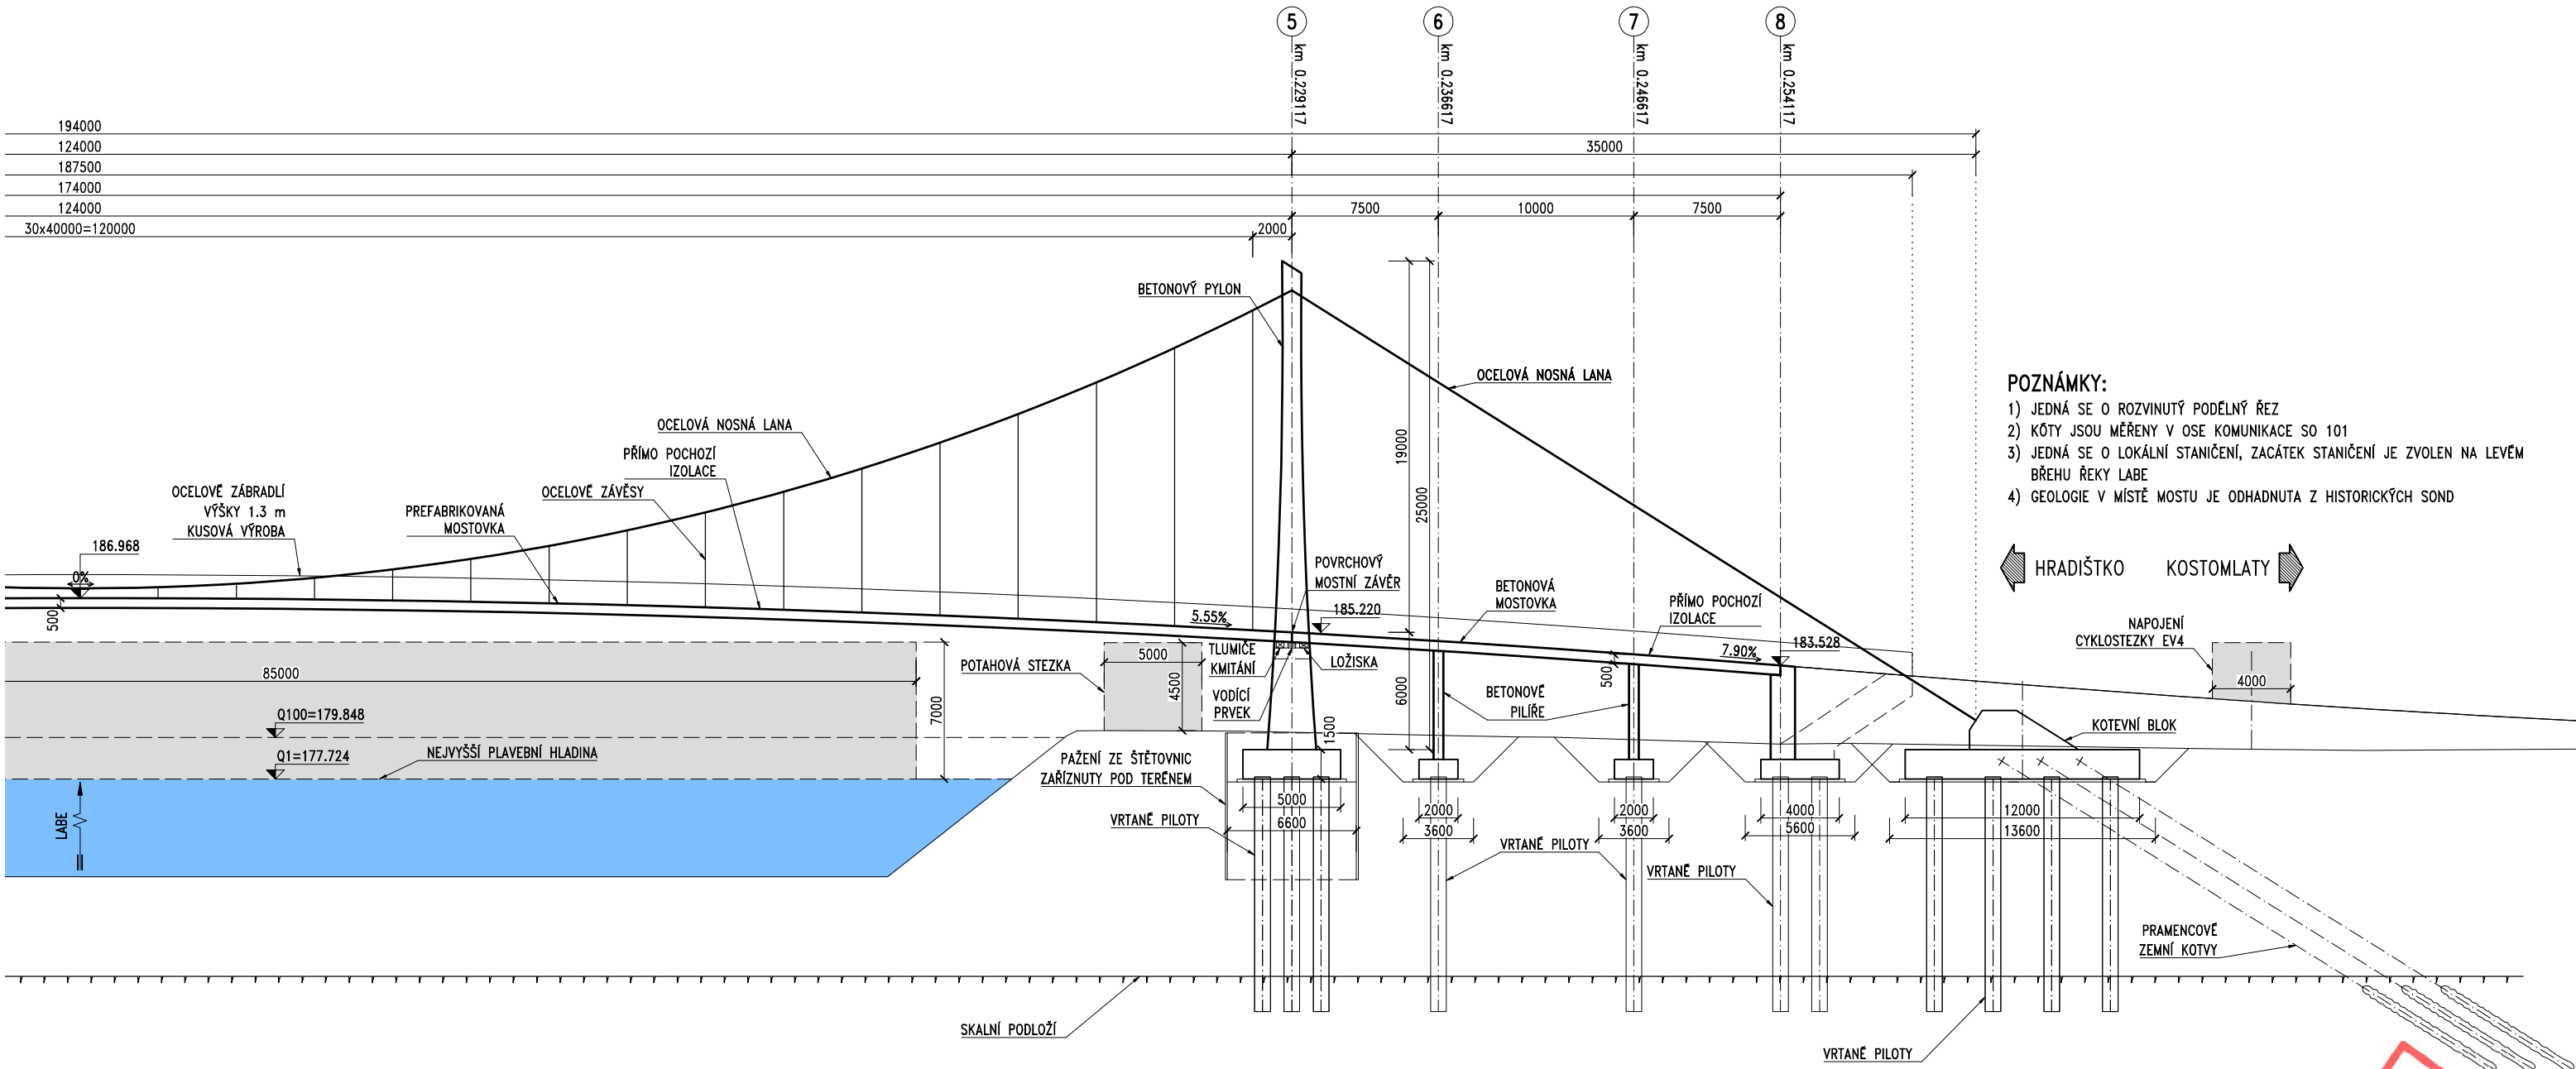 5
6
7
8
km 0.229117
km 0.236617
km 0.246617
km 0.254117
194000
124000
35000
187500
174000
124000
7500
10000
7500
30x40000=120000
2000
BETONOVÝ PYLON
OCELOVÁ NOSNÁ LANA
19000
25000
6000
OCELOVÁ NOSNÁ LANA
PŘÍMO POCHOZÍ
IZOLACE
OCELOVÉ ZÁVĚSY
OCELOVÉ ZÁBRADLÍ
VÝŠKY 1.3 m
KUSOVÁ VÝROBA
PREFABRIKOVANÁ
MOSTOVKA
186.968
0%
500
POVRCHOVÝ
MOSTNÍ ZÁVĚR
185.220
5.55%
BETONOVÁ
MOSTOVKA
PŘÍMO POCHOZÍ
IZOLACE
7.90%
183.528
500
POZNÁMKY:
1) JEDNÁ SE O ROZVINUTÝ PODÉLNÝ ŘEZ
2) KÓTY JSOU MĚŘENY V OSE KOMUNIKACE SO 101
3) JEDNÁ SE O LOKÁLNÍ STANIČENÍ, ZACÁTEK STANIČENÍ JE ZVOLEN NA LEVÉM
BŘEHU ŘEKY LABE
4) GEOLOGIE V MÍSTĚ MOSTU JE ODHADNUTA Z HISTORICKÝCH SOND
HRADIŠTKO
KOSTOMLATY
NAPOJENÍ
CYKLOSTEZKY EV4
4000
85000
7000
POTAHOVÁ STEZKA
5000
4500
TLUMIČE
KMITÁNÍ
LOŽISKA
VODÍCÍ
PRVEK
BETONOVÉ
PILÍŘE
1500
KOTEVNÍ BLOK
Q100=179.848
Q1=177.724
NEJVYŠŠÍ PLAVEBNÍ HLADINA
LABE
PAŽENÍ ZE ŠTĚTOVNIC
ZAŘÍZNUTY POD TERÉNEM
VRTANÉ PILOTY
5000
6600
2000
3600
2000
3600
4000
5600
12000
13600
VRTANÉ PILOTY
VRTANÉ PILOTY
PRAMENCOVÉ
ZEMNÍ KOTVY
SKALNÍ PODLOŽÍ
VRTANÉ PILOTY